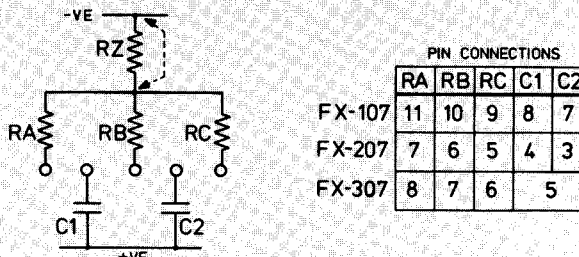 -VE
RZ
RA RB RC
C1 C2
+VE
PIN CONNECTIONS
RA RB RC C1 C2
FX-107 11 10 9 8 7
FX-207 7 6 5 4 3
FX-307 8 7 6 5